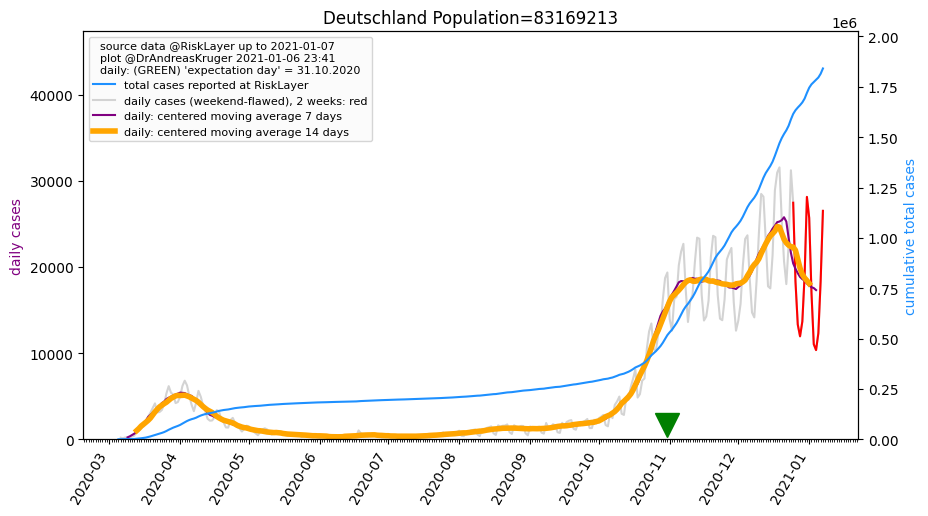 Deutschland Population=83169213
1e6
source data @RiskLayer up to 2021-01-07
plot @DrAndreasKruger 2021-01-06 23:41
daily: (GREEN) 'expectation day' = 31.10.2020
total cases reported at RiskLayer
daily cases (weekend-flawed), 2 weeks: red
daily: centered moving average 7 days
daily: centered moving average 14 days
daily cases
40000
30000
20000
10000
0
cumulative total cases
2.00
1.75
1.50
1.25
1.00
0.75
0.50
0.25
0.00
2020-03
2020-04
2020-05
2020-06
2020-07
2020-08
2020-09
2020-10
2020-11
2020-12
2021-01